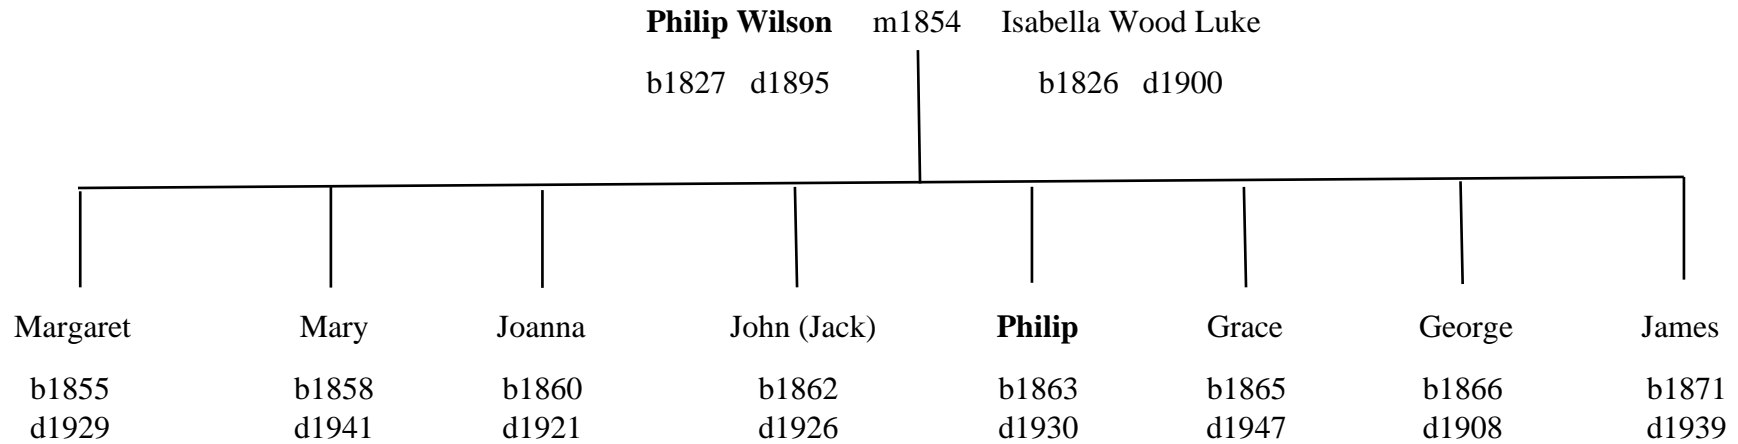 Philip Wilson m1854 Isabella Wood Luke
b1827 d1895 b1826 d1900
Margaret Mary Joanna John (Jack) Philip Grace George James
b1855 b1858 b1860 b1862 b1863 b1865 b1866 b1871
d1929 d1941 d1921 d1926 d1930 d1947 d1908 d1939